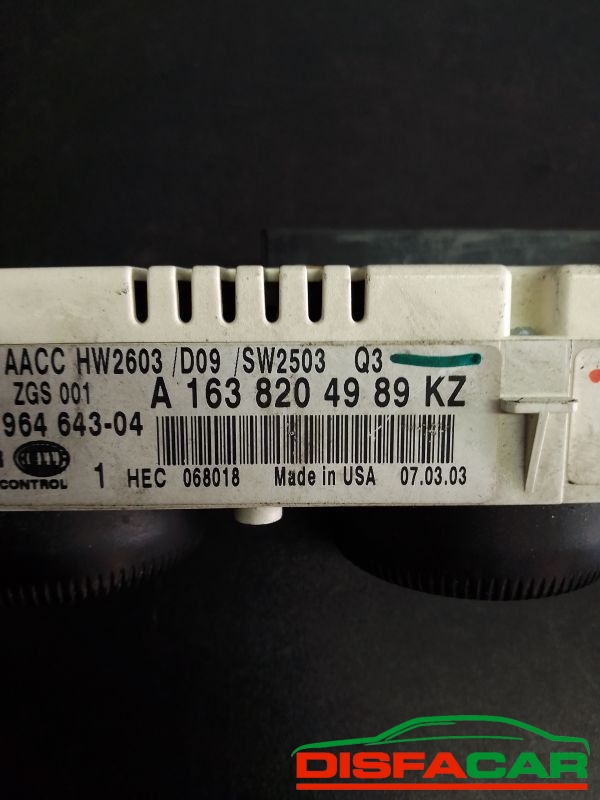 AACC HW2603 /D09 /SW2503 Q3
ZGS 001 A 163 820 49 89 KZ
964 643-04
HELLA
CONTROL 1 HEC 068018 Made in USA 07.03.03
DISFACAR